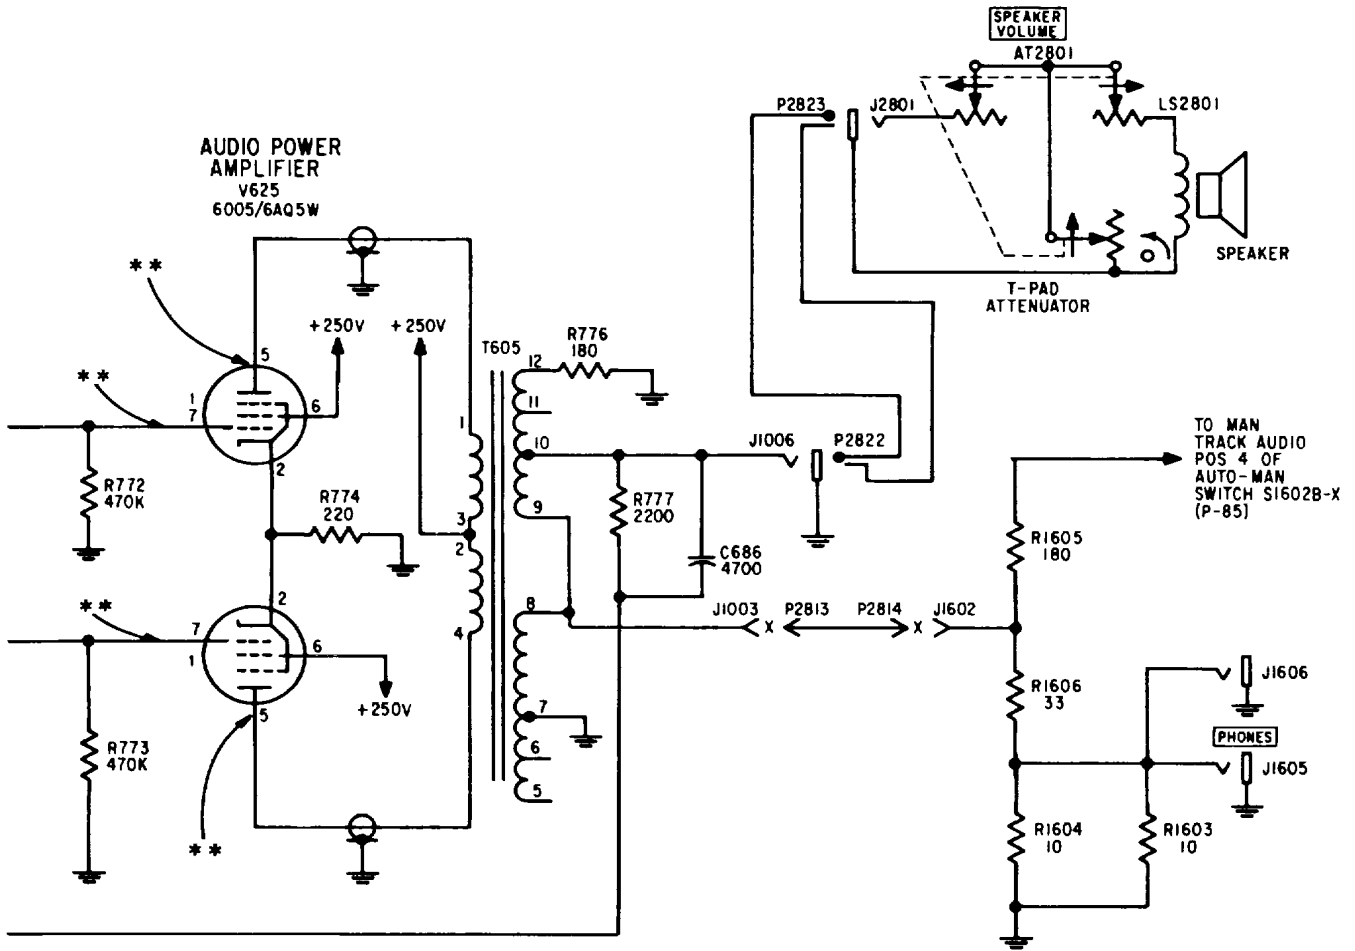 SPEAKER
VOLUME
AT2801
P2823
J2801
LS2801
SPEAKER
T-PAD
ATTENUATOR
AUDIO POWER
AMPLIFIER
V625
6005/6AQ5W
**
5
+250V
+250V
T605
R776
180
12
**
1
7
6
1
11
10
J1006
P2822
TO MAN
TRACK AUDIO
POS 4 OF
AUTO-MAN
SWITCH S1602B-X
(P-85)
2
R772
470K
R774
220
3
2
9
R777
2200
C686
4700
R1605
180
**
2
8
J1003
X
P2813
P2814
X
J1602
7
1
6
4
R1606
33
J1606
+250V
5
7
PHONES
J1605
R773
470K
6
5
R1604
10
R1603
10
**